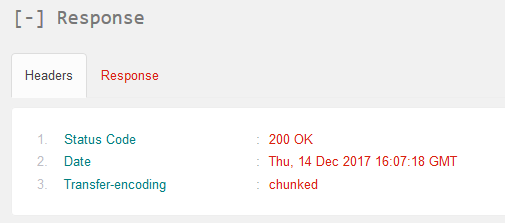 [-] Response
Headers Response
1. Status Code : 200 OK
2. Date : Thu, 14 Dec 2017 16:07:18 GMT
3. Transfer-encoding : chunked